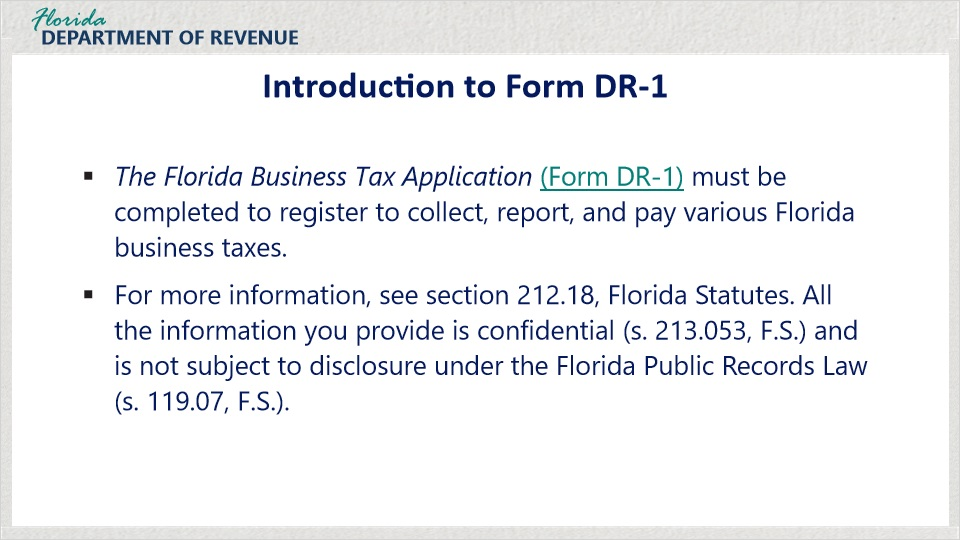 Florida
DEPARTMENT OF REVENUE
Introduction to Form DR-1
▪ The Florida Business Tax Application (Form DR-1) must be
completed to register to collect, report, and pay various Florida
business taxes.
▪ For more information, see section 212.18, Florida Statutes. All
the information you provide is confidential (s. 213.053, F.S.) and
is not subject to disclosure under the Florida Public Records Law
(s. 119.07, F.S.).